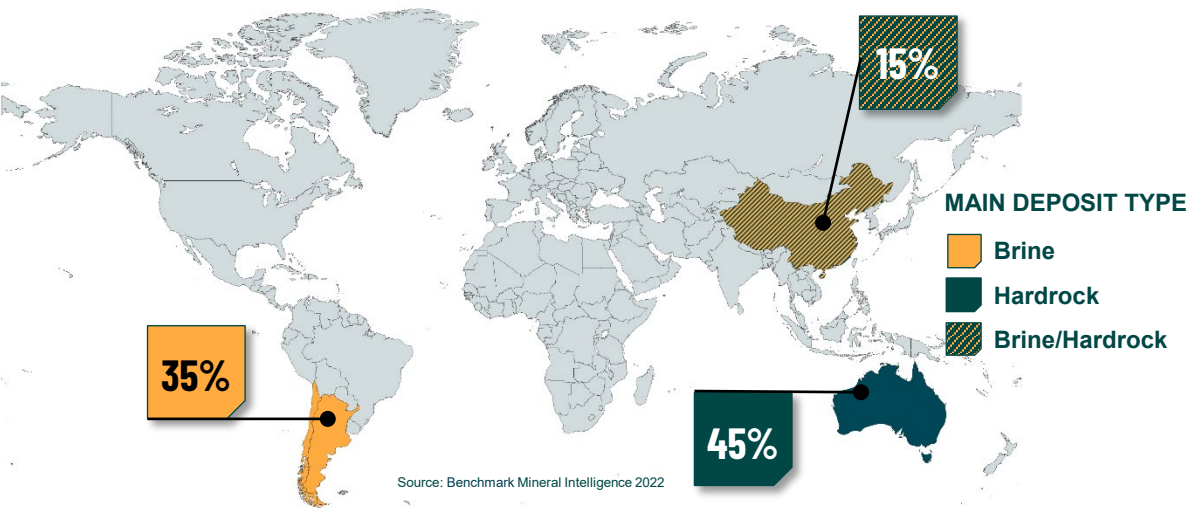 15%
MAIN DEPOSIT TYPE
Brine
Hardrock
Brine/Hardrock
35%
45%
Source: Benchmark Mineral Intelligence 2022